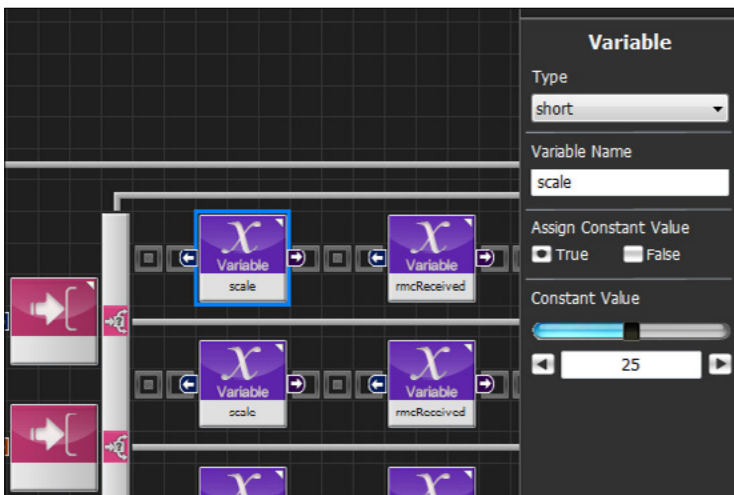 Variable
Type
short
Variable Name
scale
Assign Constant Value
True False
Constant Value
25
Variable Variable
scale rmcReceived
Variable Variable
scale rmcReceived